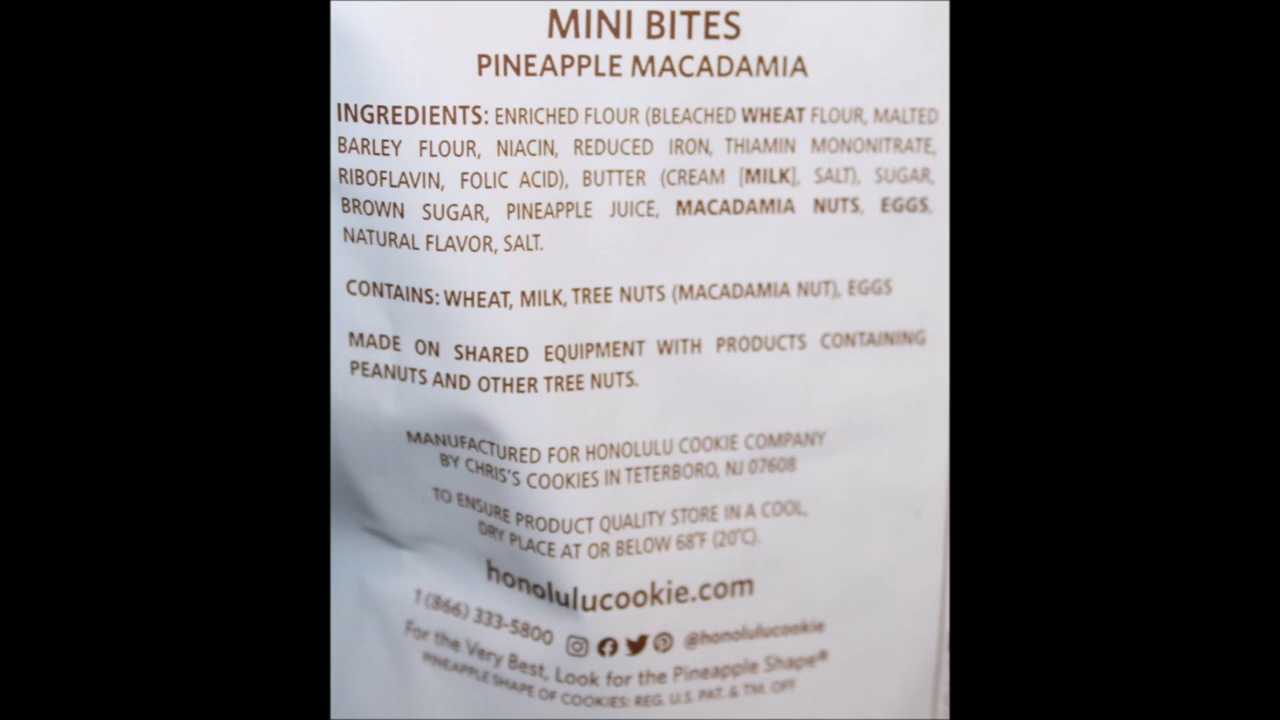 MINI BITES
PINEAPPLE MACADAMIA
INGREDIENTS: ENRICHED FLOUR (BLEACHED WHEAT FLOUR, MALTED
BARLEY FLOUR, NIACIN, REDUCED IRON, THIAMIN MONONITRATE,
RIBOFLAVIN, FOLIC ACID), BUTTER (CREAM [MILK], SALT), SUGAR,
BROWN SUGAR, PINEAPPLE JUICE, MACADAMIA NUTS, EGGS,
NATURAL FLAVOR, SALT.
CONTAINS: WHEAT, MILK, TREE NUTS (MACADAMIA NUT), EGGS
MADE ON SHARED EQUIPMENT WITH PRODUCTS CONTAINING
PEANUTS AND OTHER TREE NUTS.
MANUFACTURED FOR HONOLULU COOKIE COMPANY
BY CHRIS'S COOKIES IN TETERBORO, NJ 07608
TO ENSURE PRODUCT QUALITY STORE IN A COOL,
DRY PLACE AT OR BELOW 68°F (20°C).
honolulucookie.com
1 (866) 333-5800 @honolulucookie
For the Very Best, Look for the Pineapple Shape®
PINEAPPLE SHAPE OF COOKIES: REG. U.S. PAT. & TM. OFF